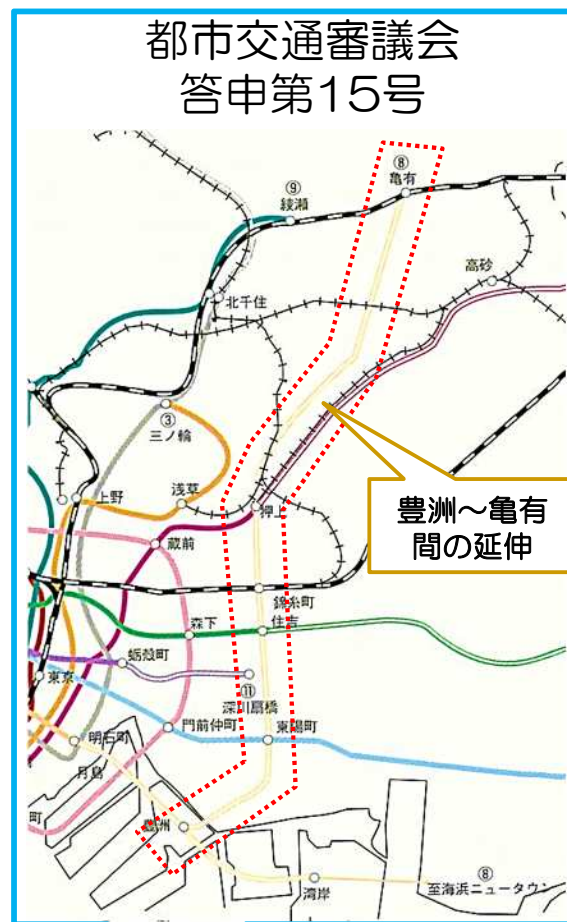 都市交通審議会
答申第15号
⑧
亀有
⑨
綾瀬
高砂
北千住
③
三ノ輪
上野
浅草
押上
豊洲～亀有
間の延伸
蔵前
錦糸町
森下
住吉
蛎殻町
東京
⑪
深川扇橋
門前仲町
東陽町
明石町
月島
町
豊洲
⑧
湾岸
至海浜ニュータウン